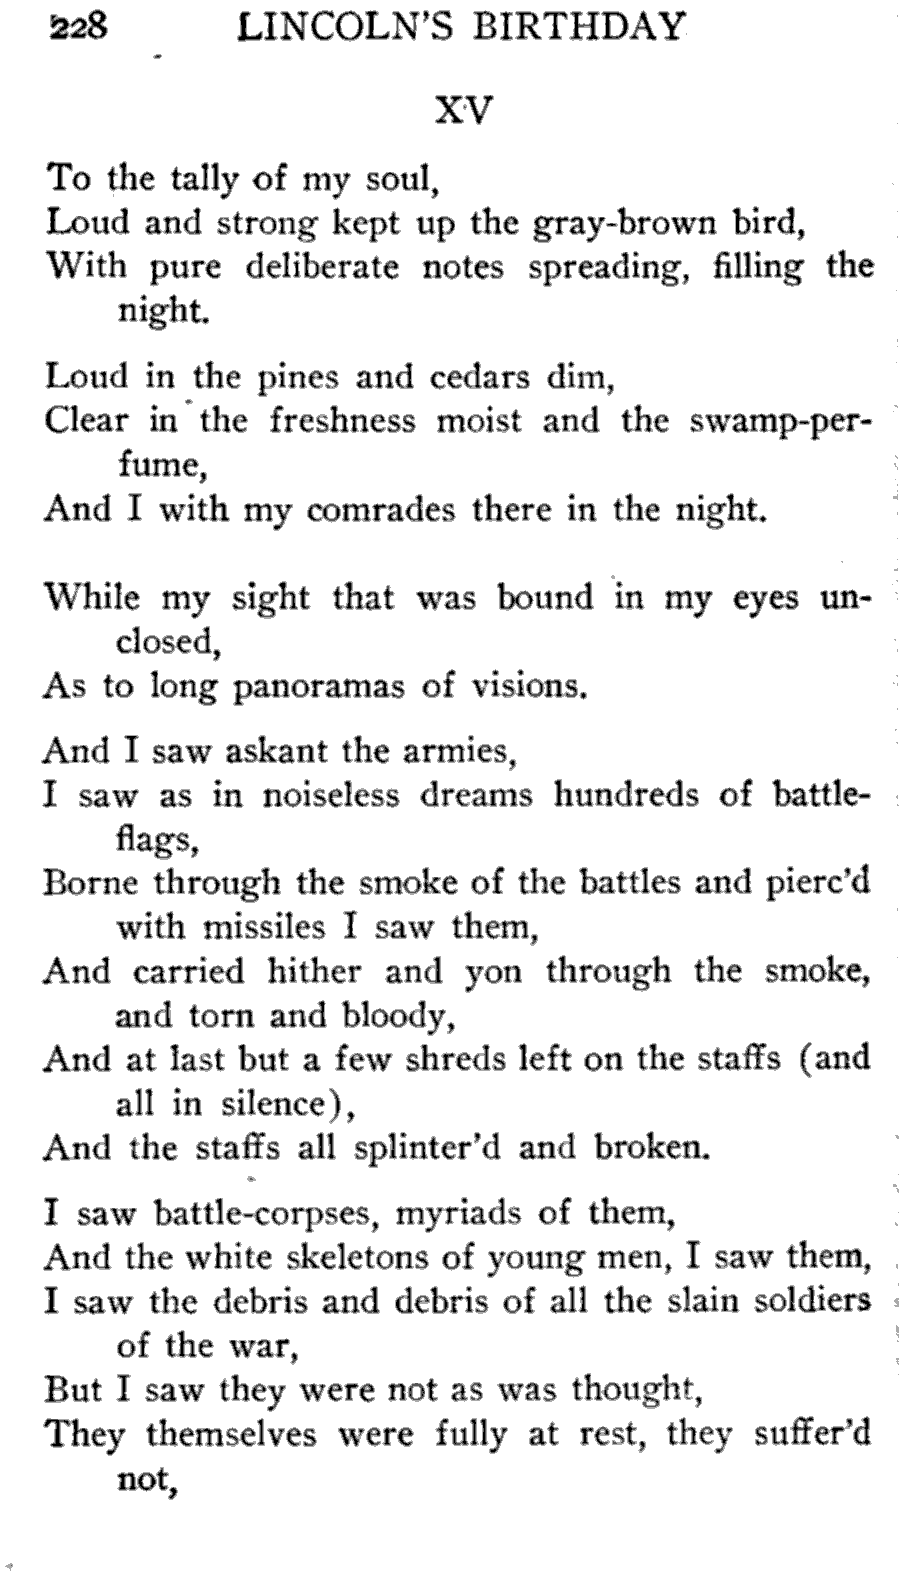 228 LINCOLN'S BIRTHDAY
XV
To the tally of my soul,
Loud and strong kept up the gray-brown bird,
With pure deliberate notes spreading, filling the
night.
Loud in the pines and cedars dim,
Clear in the freshness moist and the swamp-per-
fume,
And I with my comrades there in the night.
While my sight that was bound in my eyes un-
closed,
As to long panoramas of visions.
And I saw askant the armies,
I saw as in noiseless dreams hundreds of battle-
flags,
Borne through the smoke of the battles and pierc'd
with missiles I saw them,
And carried hither and yon through the smoke,
and torn and bloody,
And at last but a few shreds left on the staffs (and
all in silence),
And the staffs all splinter'd and broken.
I saw battle-corpses, myriads of them,
And the white skeletons of young men, I saw them,
I saw the debris and debris of all the slain soldiers
of the war,
But I saw they were not as was thought,
They themselves were fully at rest, they suffer'd
not,